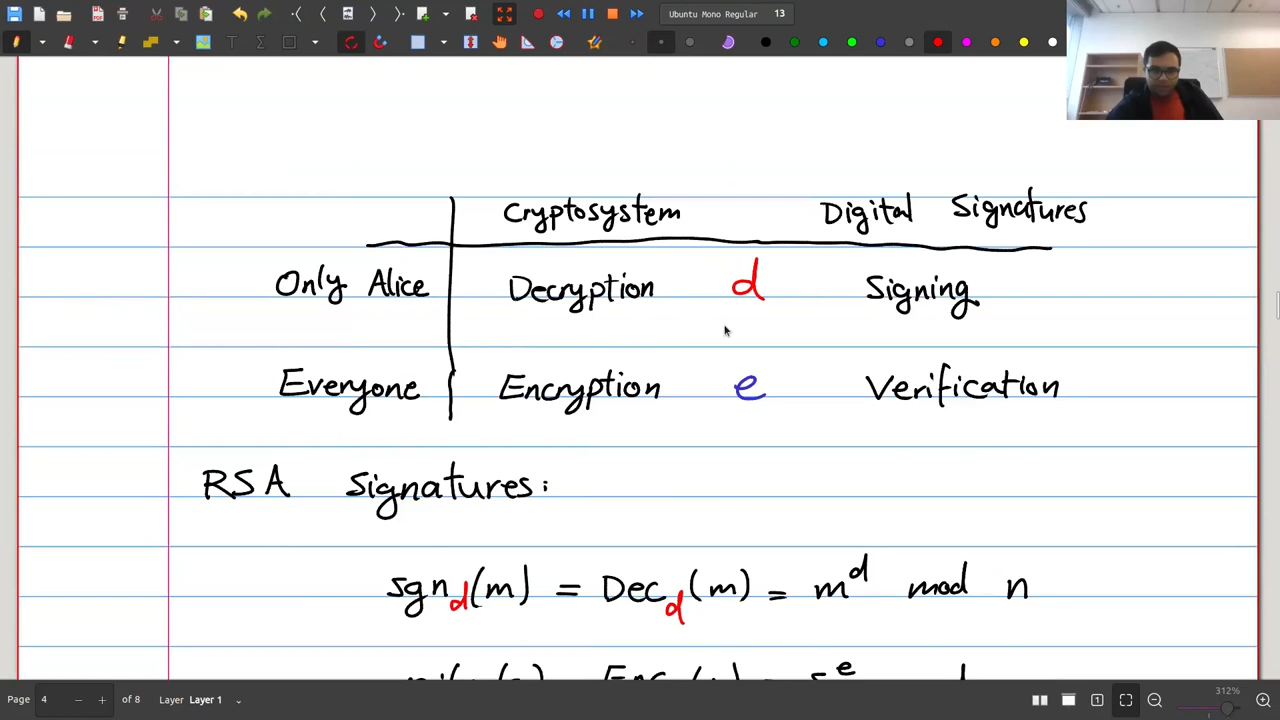 Ubuntu Mono Regular 13
Cryptosystem Digital Signatures
Only Alice Decryption d Signing
Everyone Encryption e Verification
RSA Signatures:
sgn_d(m) = Dec_d(m) = m^d mod n
Page 4 of 8 Layer Layer 1 312%